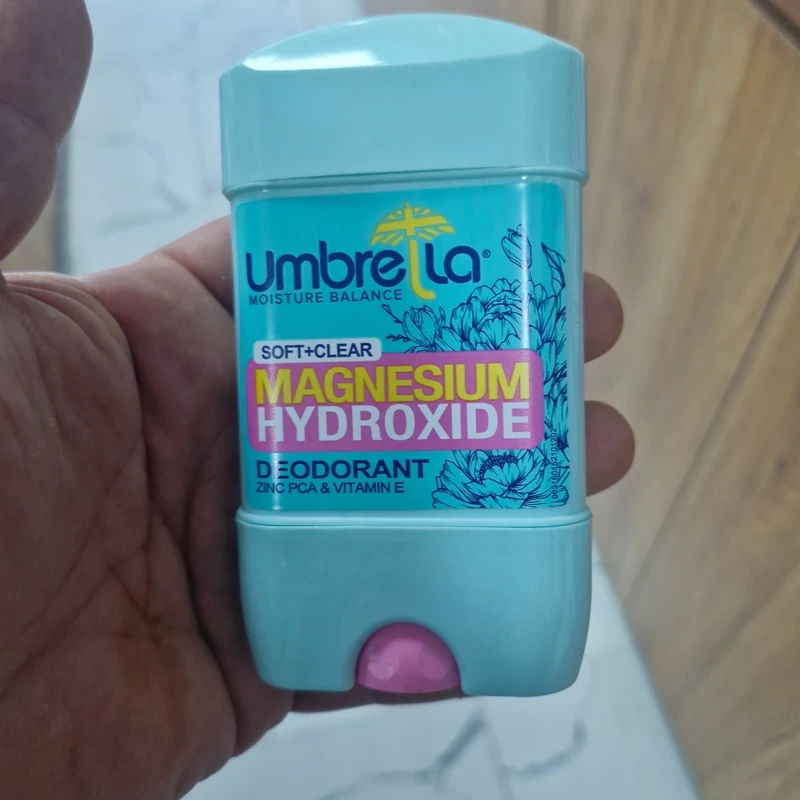 Umbrella®
MOISTURE BALANCE
SOFT+CLEAR
MAGNESIUM
HYDROXIDE
DEODORANT
ZINC PCA & VITAMIN E